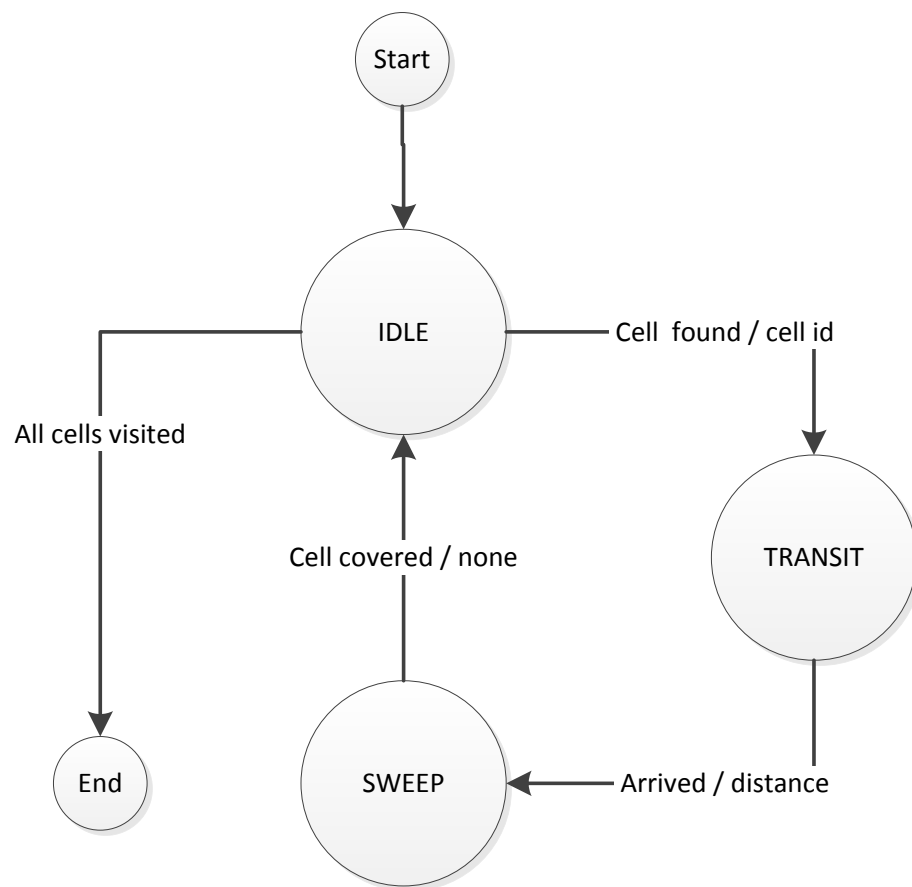 Start
IDLE
Cell  found / cell id
All cells visited
Cell covered / none
TRANSIT
End
SWEEP
Arrived / distance